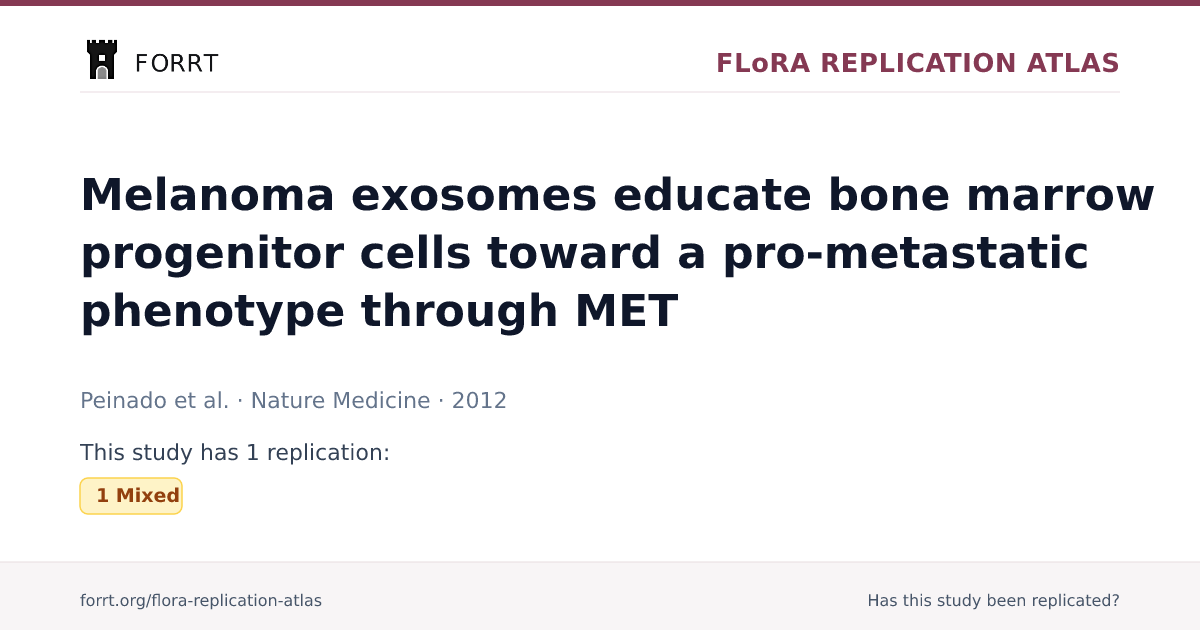 FORRT
FLoRA REPLICATION ATLAS
Melanoma exosomes educate bone marrow
progenitor cells toward a pro-metastatic
phenotype through MET
Peinado et al. · Nature Medicine · 2012
This study has 1 replication:
1 Mixed
forrt.org/flora-replication-atlas
Has this study been replicated?